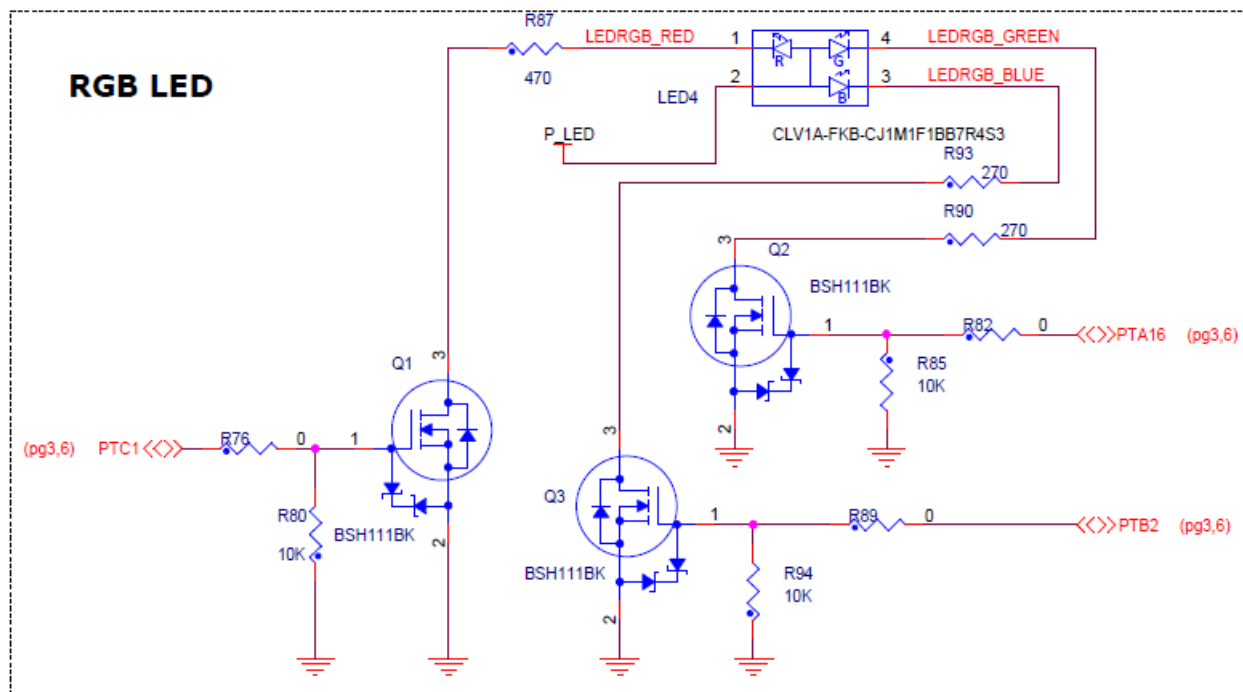 RGB LED
R87
470
LEDRGB_RED
1
2
LED4
R
G
B
4
3
LEDRGB_GREEN
LEDRGB_BLUE
P_LED
CLV1A-FKB-CJ1M1F1BB7R4S3
R93
270
R90
270
3
Q2
BSH111BK
1
R82
0
PTA16 (pg3,6)
R85
10K
2
3
Q1
(pg3,6) PTC1
R76
0
1
R80
10K
BSH111BK
2
3
Q3
1
R89
0
PTB2 (pg3,6)
BSH111BK
R94
10K
2